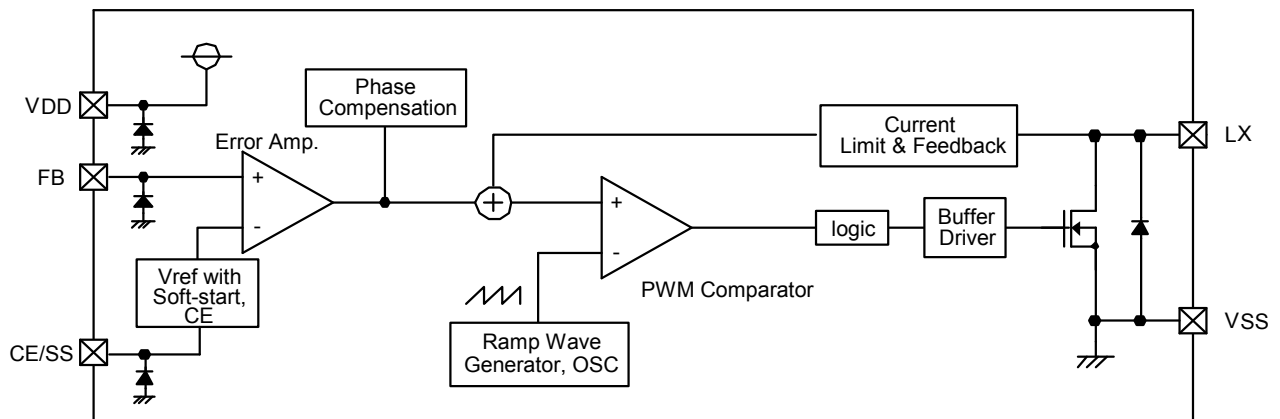 VDD
Phase
Compensation
Error Amp.
Current
Limit & Feedback
LX
FB
+
-
+
+
-
logic
Buffer
Driver
Vref with
Soft-start,
CE
PWM Comparator
VSS
CE/SS
Ramp Wave
Generator, OSC